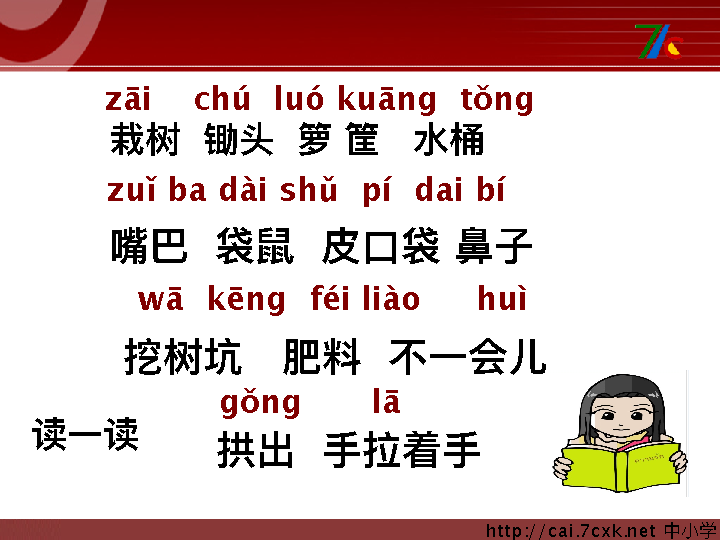 zāi chú luó kuāng tǒng
栽树 锄头 箩 筐 水桶
zuǐ ba dài shǔ pí dai bí
嘴巴 袋鼠 皮口袋 鼻子
wā kēng féi liào huì
挖树坑 肥料 不一会儿
gǒng lā
读一读 拱出 手拉着手
http://cai.7cxk.net 中小学